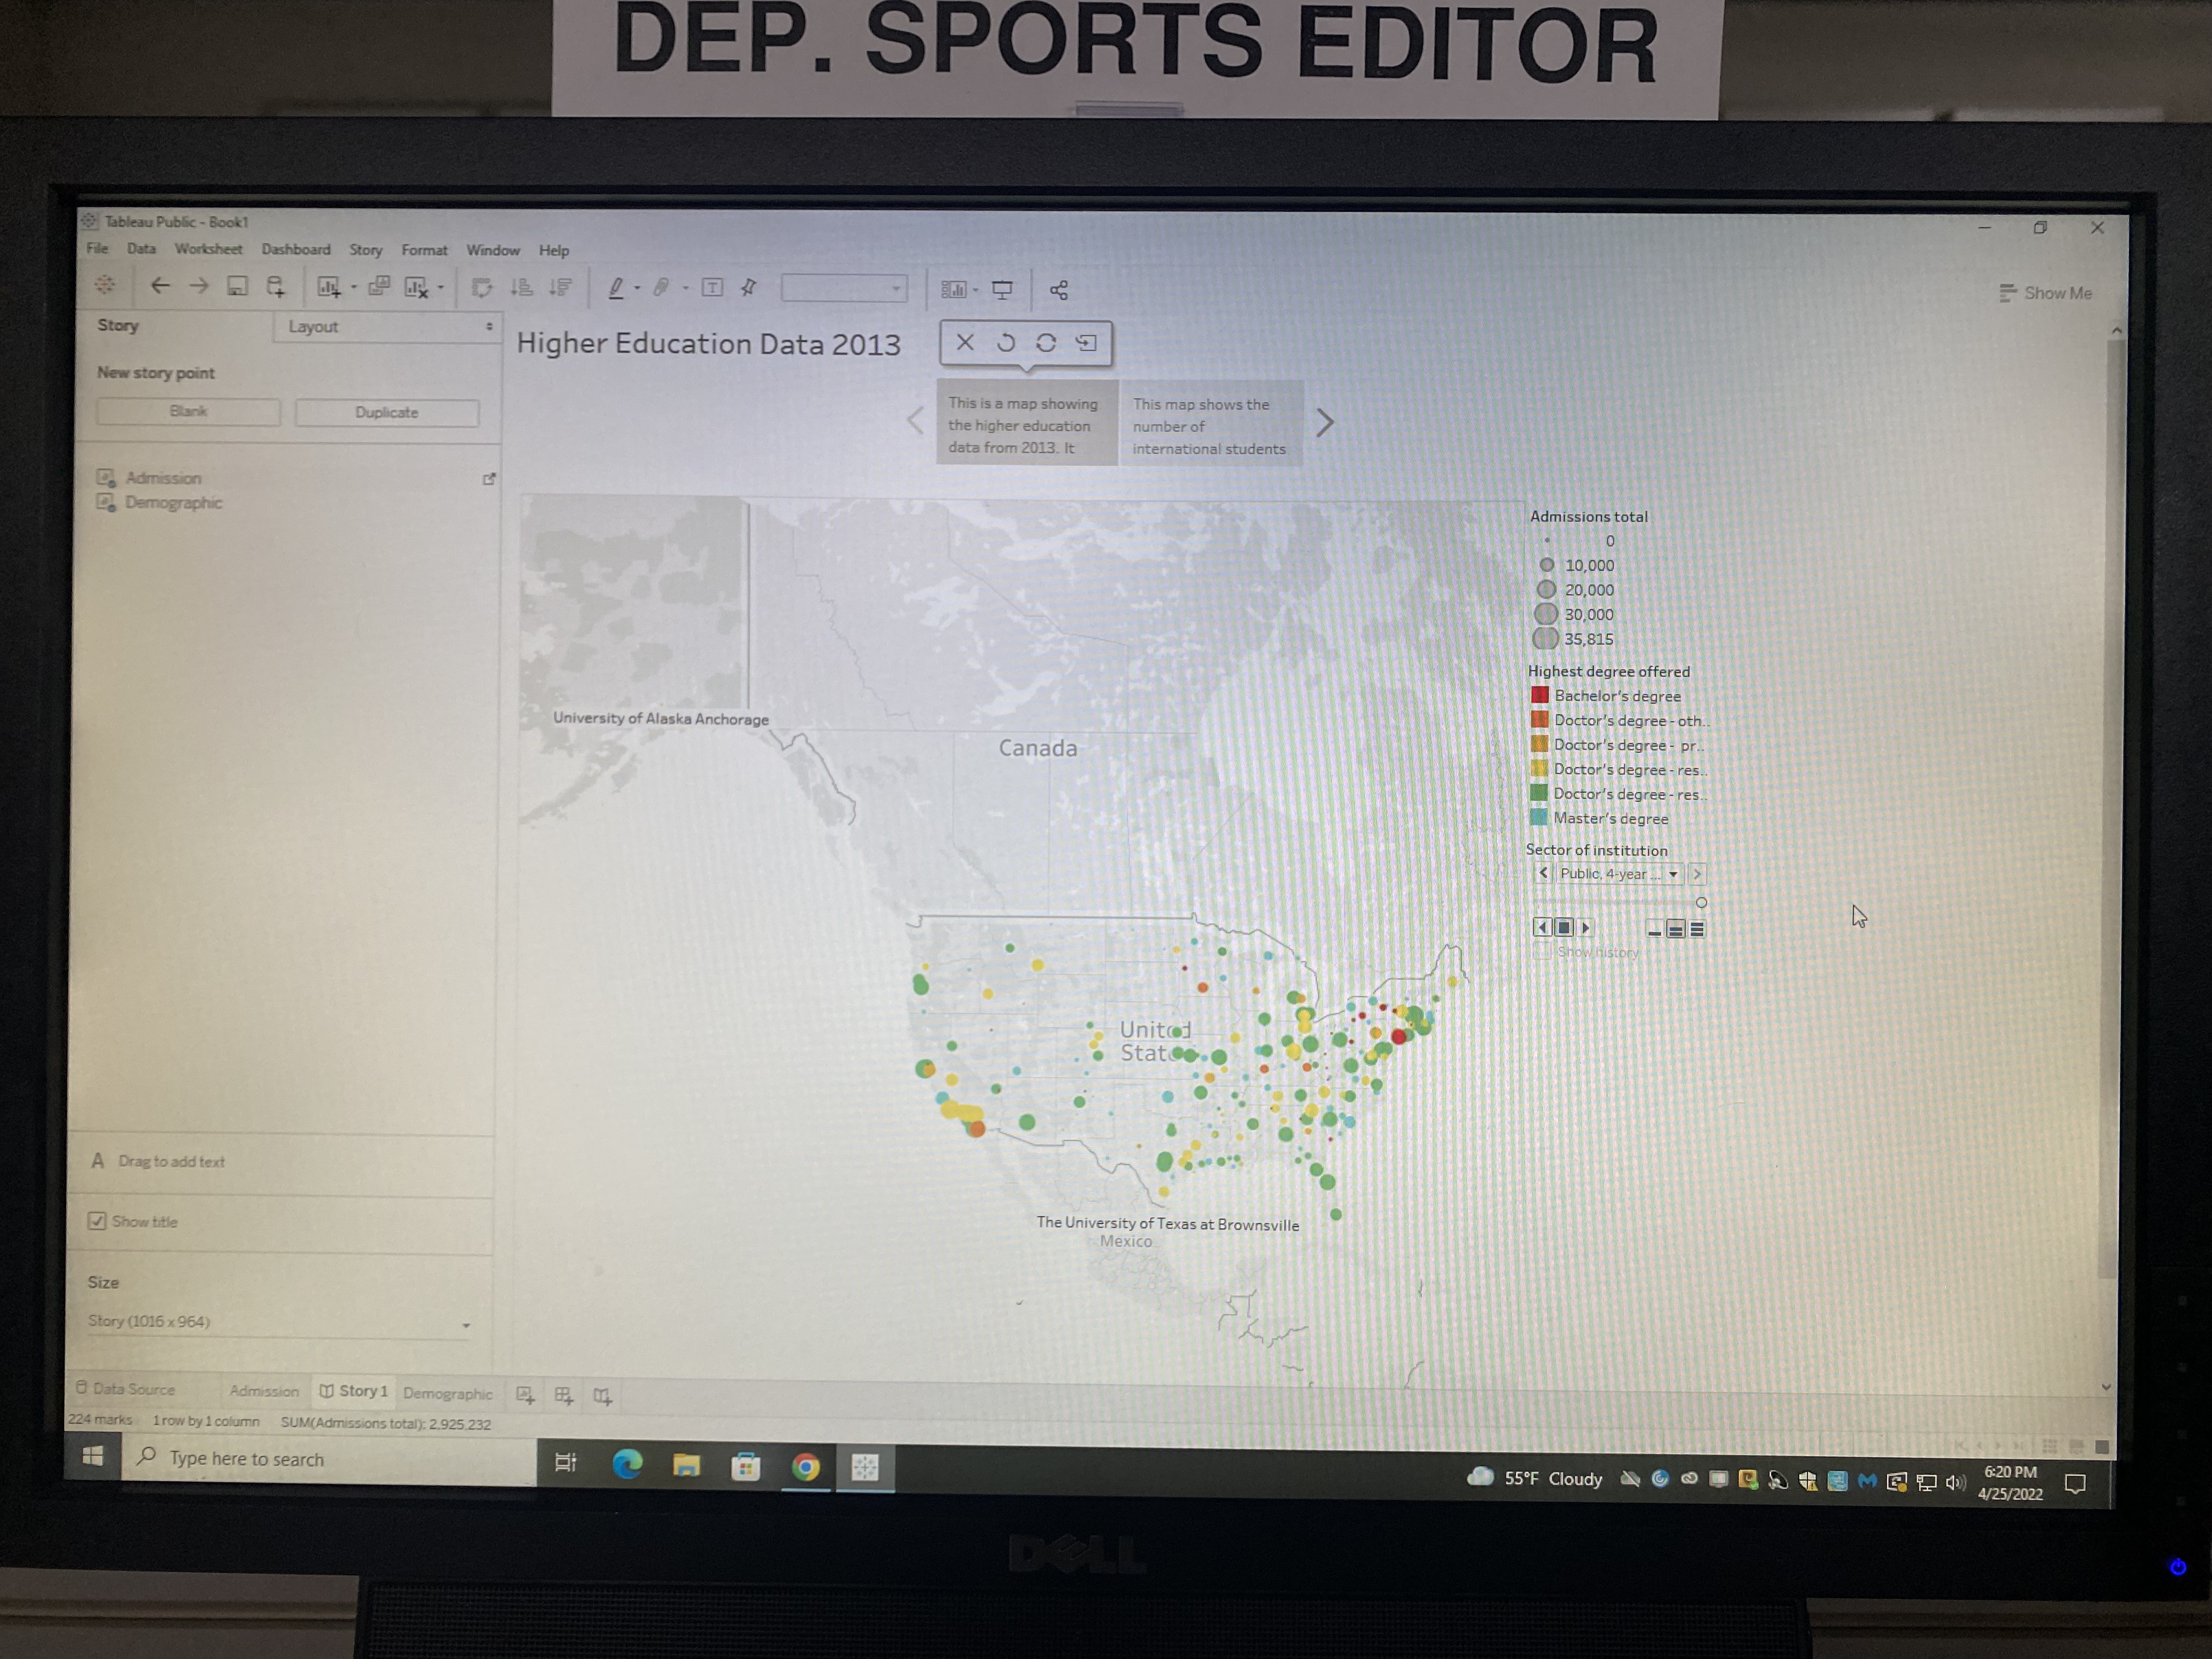 DEP. SPORTS EDITOR
Tableau Public - Book1
File Data Worksheet Dashboard Story Format Window Help
Show Me
Story Layout
Higher Education Data 2013
New story point
Blank Duplicate
This is a map showing
the higher education
data from 2013. It
This map shows the
number of
international students
Admission
Demographic
Admissions total
0
10,000
20,000
30,000
35,815
Highest degree offered
Bachelor's degree
Doctor's degree - oth..
Doctor's degree - pr..
Doctor's degree - res..
Doctor's degree - res..
Master's degree
Sector of institution
Public, 4-year ...
Show history
University of Alaska Anchorage
Canada
United
States
The University of Texas at Brownsville
Mexico
A Drag to add text
Show title
Size
Story (1016 x 964)
Data Source Admission Story 1 Demographic
224 marks 1 row by 1 column SUM(Admissions total): 2,925,232
Type here to search
55°F Cloudy
6:20 PM
4/25/2022
DELL